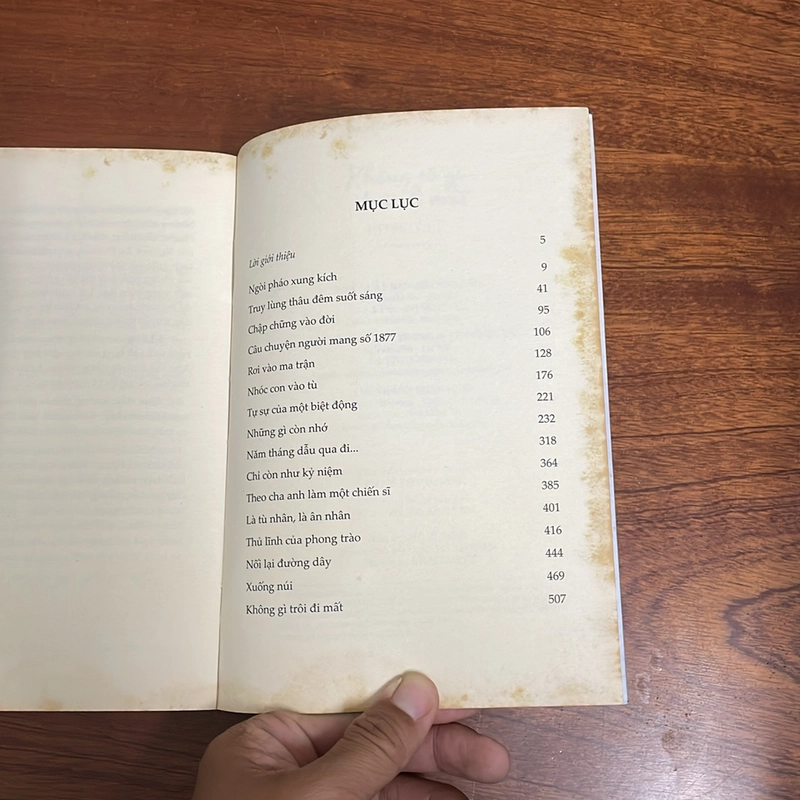 MỤC LỤC
Lời giới thiệu 5
Ngòi pháo xung kích 9
Truy lùng thâu đêm suốt sáng 41
Chập chững vào đời 95
Câu chuyện người mang số 1877 106
Rơi vào ma trận 128
Nhóc con vào tù 176
Tự sự của một biệt động 221
Những gì còn nhớ 232
Năm tháng dẫu qua đi... 318
Chỉ còn như kỷ niệm 364
Theo cha anh làm một chiến sĩ 385
Là tù nhân, là ân nhân 401
Thủ lĩnh của phong trào 416
Nối lại đường dây 444
Xuống núi 469
Không gì trôi đi mất 507